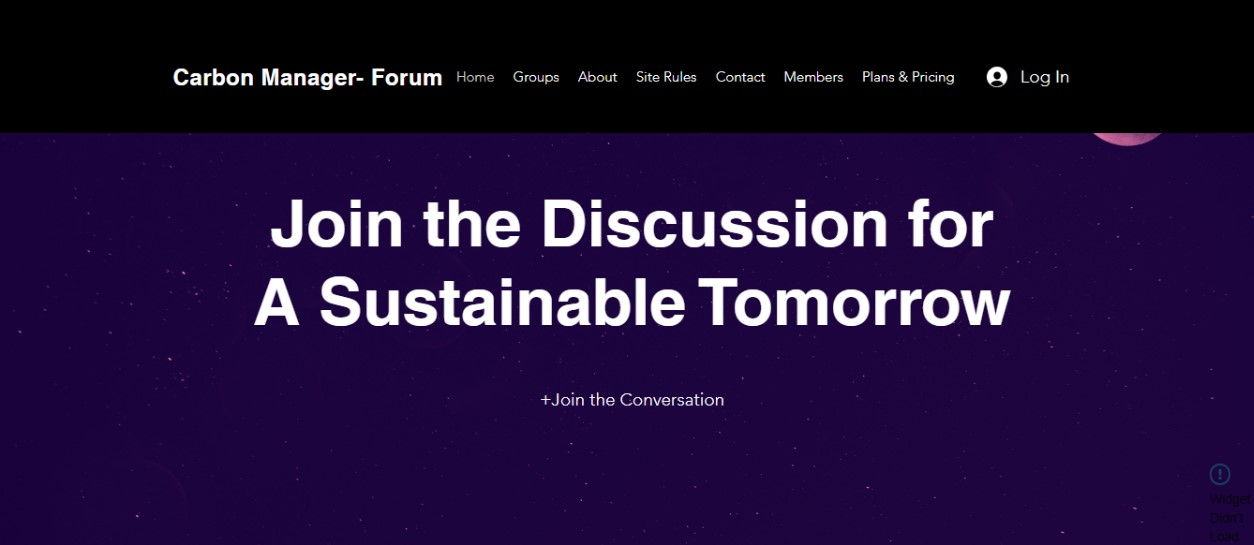 Carbon Manager- Forum Home Groups About Site Rules Contact Members Plans & Pricing Log In
Join the Discussion for
A Sustainable Tomorrow
+Join the Conversation
Widget
Didn't
Load